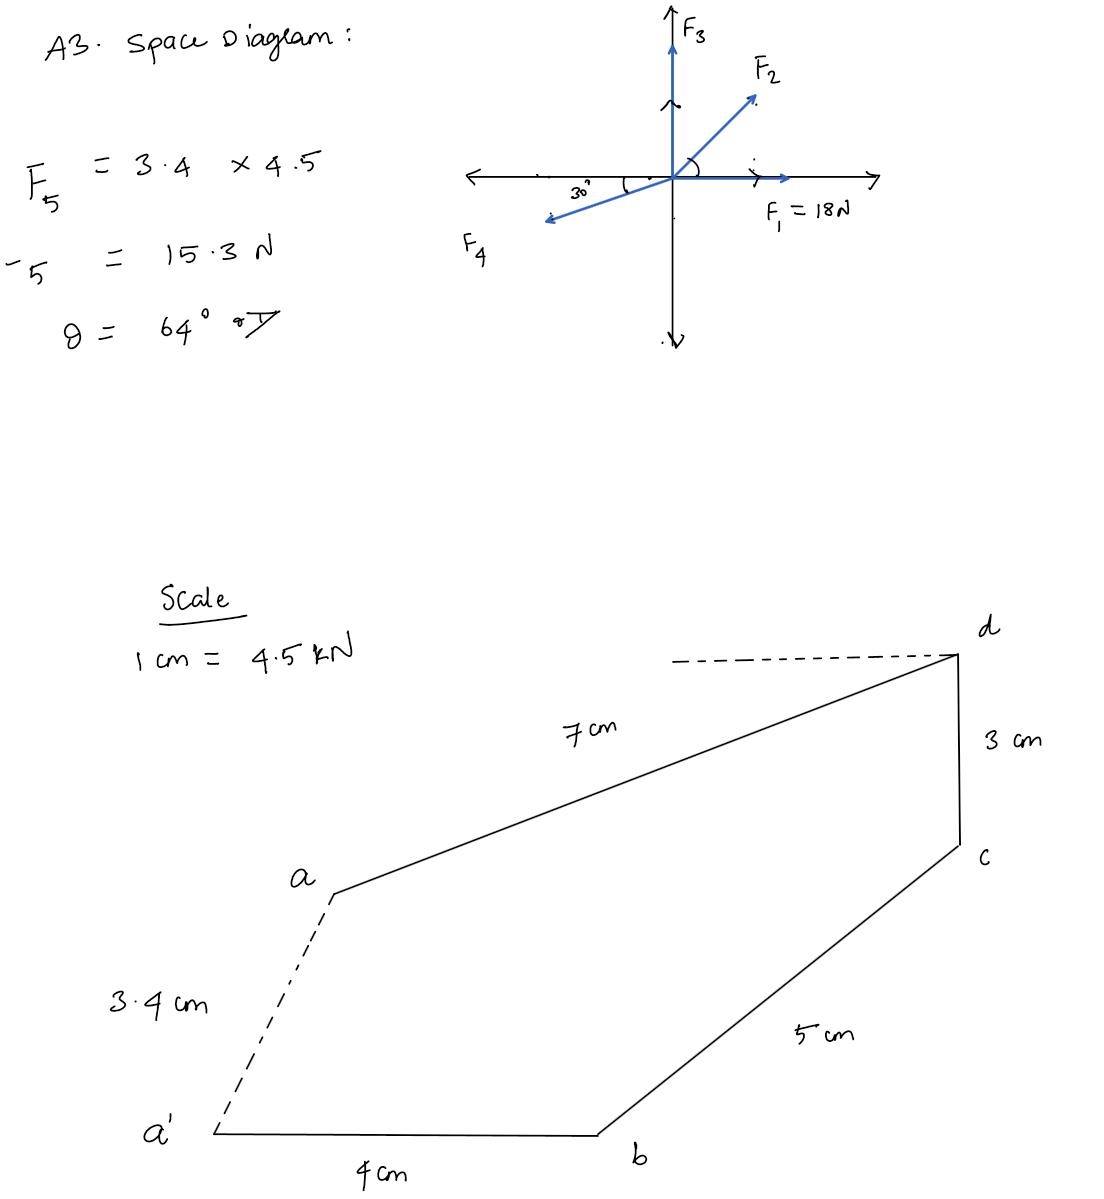 A3. Space Diagram:
F3
F2
F5 = 3.4 x 4.5
30°
F1 = 18N
F4
5 = 15.3 N
θ = 64°
Scale
1 cm = 4.5 kN
d
7 cm
3 cm
c
a
3.4 cm
5 cm
a'
b
4 cm